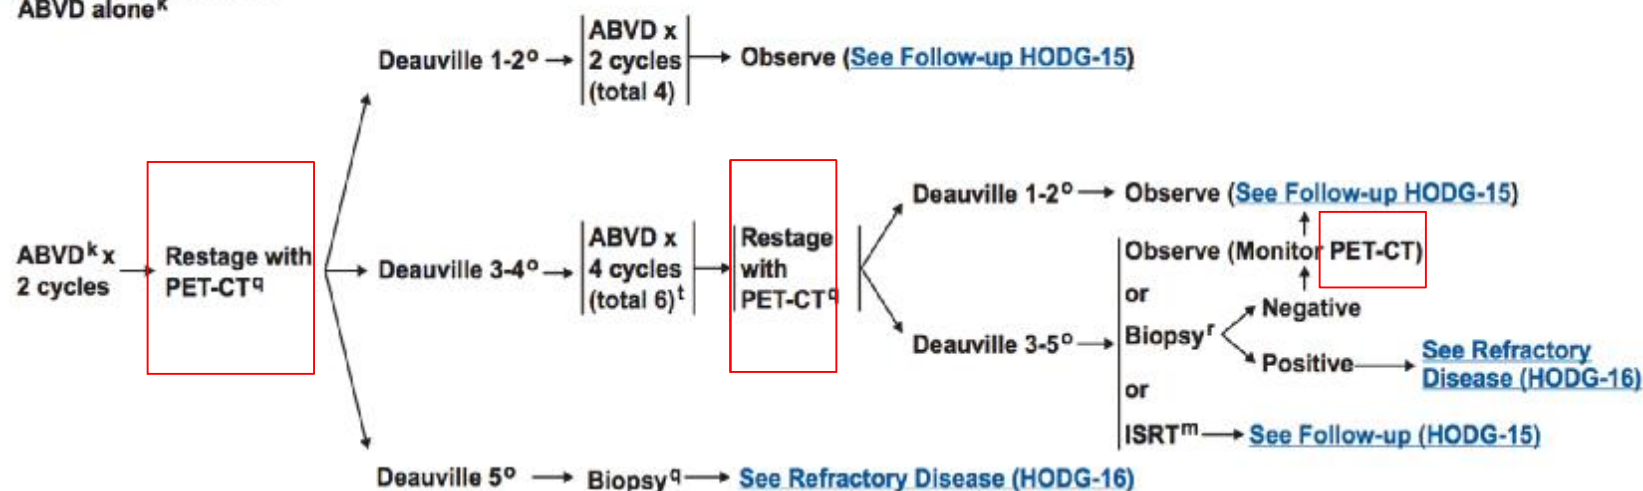 ABVD alonek
Deauville 1-2o
ABVD x
2 cycles
(total 4)
Observe (See Follow-up HODG-15)
ABVDk x
2 cycles
Restage with
PET-CTq
Deauville 3-4o
ABVD x
4 cycles
(total 6)t
Restage
with
PET-CTq
Deauville 1-2o
Observe (See Follow-up HODG-15)
Deauville 3-5o
Observe (Monitor PET-CT)
or
Biopsyr
Negative
Positive
See Refractory
Disease (HODG-16)
or
ISRTm
See Follow-up (HODG-15)
Deauville 5o
Biopsyq
See Refractory Disease (HODG-16)